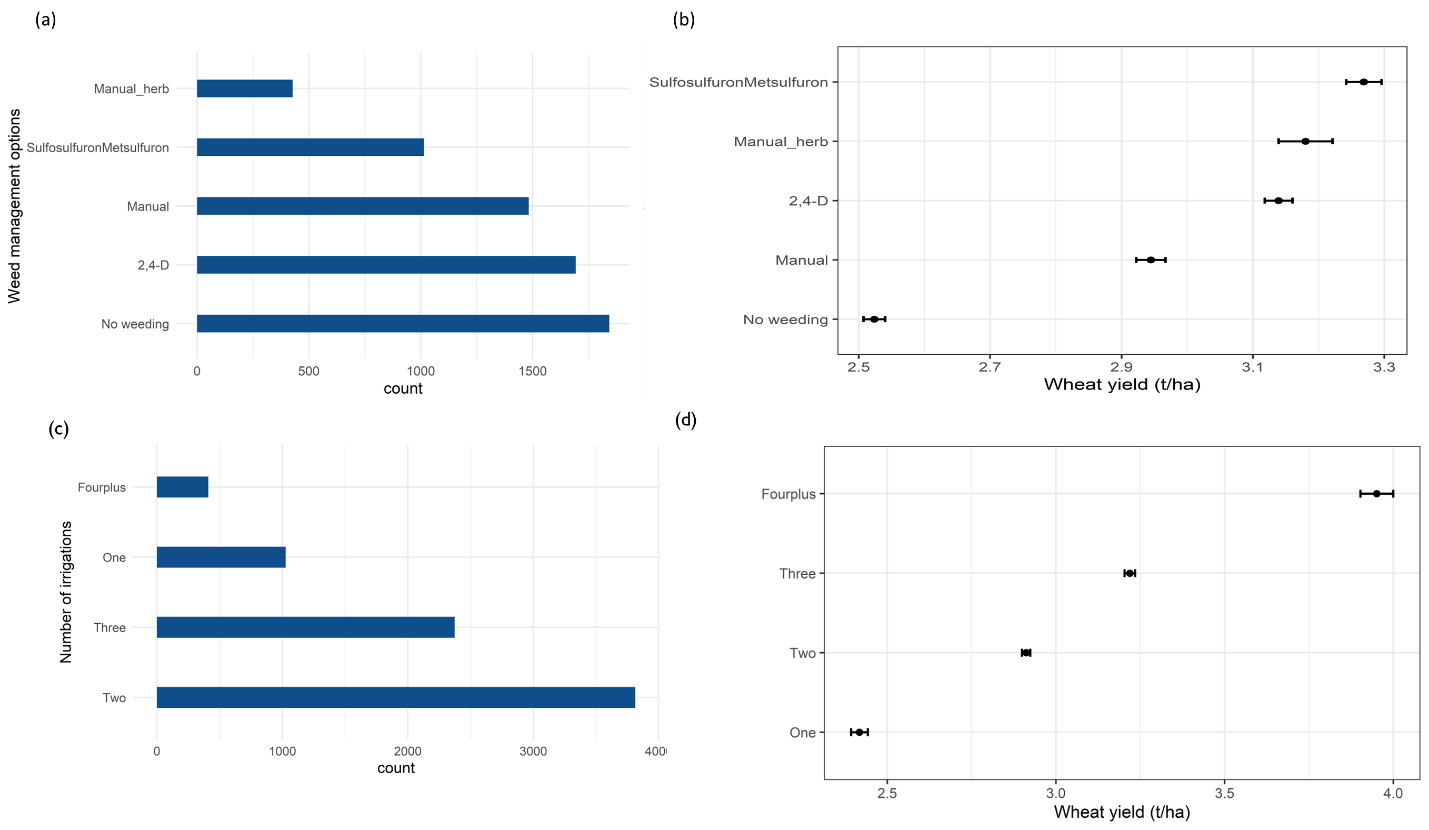 (a)
Weed management options
Manual_herb
SulfosulfuronMetsulfuron
Manual
2,4-D
No weeding
0 500 1000 1500
count
(b)
SulfosulfuronMetsulfuron
Manual_herb
2,4-D
Manual
No weeding
2.5 2.7 2.9 3.1 3.3
Wheat yield (t/ha)
(c)
Number of irrigations
Fourplus
One
Three
Two
0 1000 2000 3000 400
count
(d)
Fourplus
Three
Two
One
2.5 3.0 3.5 4.0
Wheat yield (t/ha)